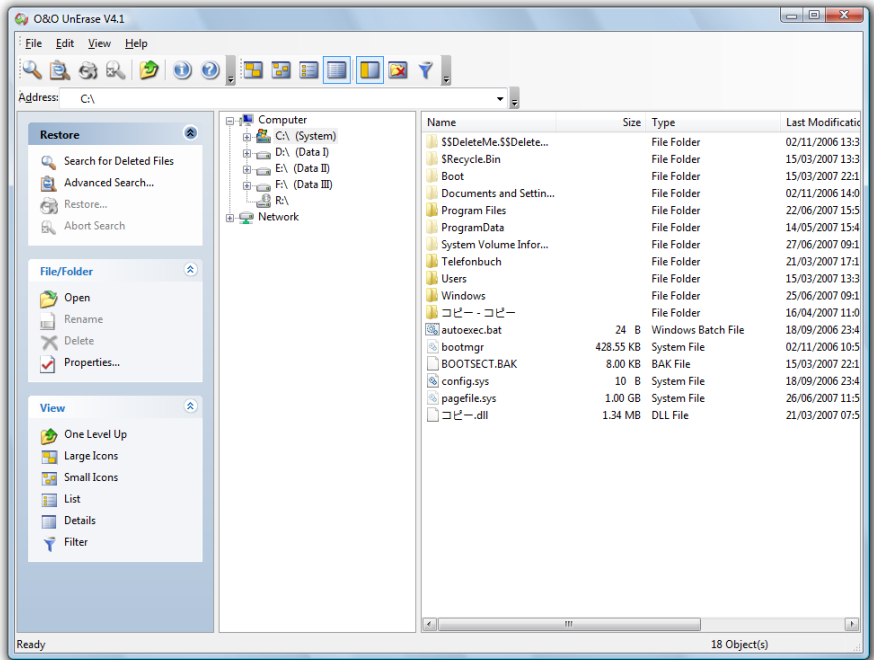 O&O UnErase V4.1
File Edit View Help
Address: C:\
Restore
Search for Deleted Files
Advanced Search...
Restore...
Abort Search
File/Folder
Open
Rename
Delete
Properties...
View
One Level Up
Large Icons
Small Icons
List
Details
Filter
Computer
C:\ (System)
D:\ (Data I)
E:\ (Data II)
F:\ (Data III)
R:\
Network
Name Size Type Last Modificatio
$$DeleteMe.$$Delete... File Folder 02/11/2006 13:3
$Recycle.Bin File Folder 15/03/2007 13:3
Boot File Folder 15/03/2007 22:1
Documents and Settin... File Folder 02/11/2006 14:0
Program Files File Folder 22/06/2007 15:5
ProgramData File Folder 14/05/2007 15:4
System Volume Infor... File Folder 27/06/2007 09:1
Telefonbuch File Folder 21/03/2007 17:1
Users File Folder 15/03/2007 13:3
Windows File Folder 25/06/2007 09:1
コピー - コピー File Folder 16/04/2007 11:0
autoexec.bat 24 B Windows Batch File 18/09/2006 23:4
bootmgr 428.55 KB System File 02/11/2006 10:5
BOOTSECT.BAK 8.00 KB BAK File 15/03/2007 22:1
config.sys 10 B System File 18/09/2006 23:4
pagefile.sys 1.00 GB System File 26/06/2007 11:5
コピー.dll 1.34 MB DLL File 21/03/2007 07:5
Ready 18 Object(s)